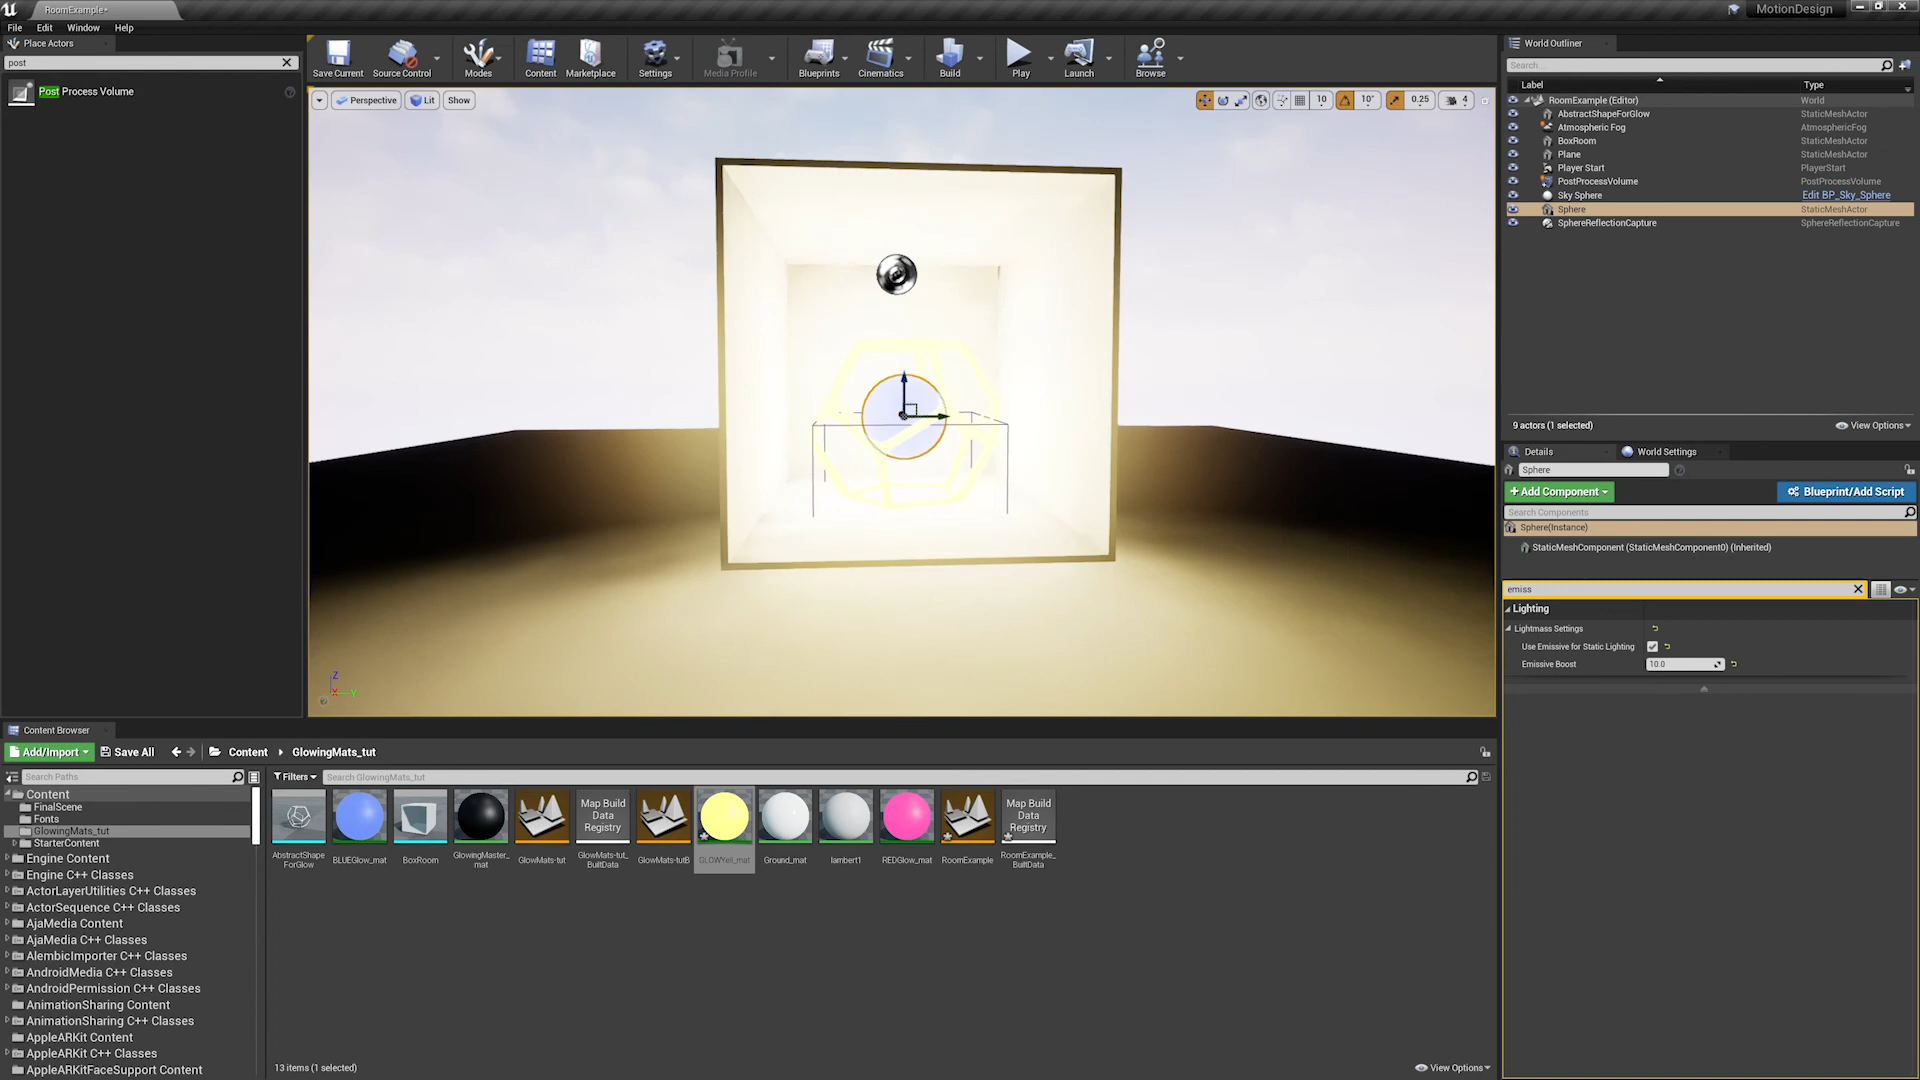 RoomExample*
MotionDesign
File Edit Window Help
Place Actors
post
Post Process Volume
Save Current
Source Control
Modes
Content
Marketplace
Settings
Media Profile
Blueprints
Cinematics
Build
Play
Launch
Browse
Perspective
Lit
Show
10
10°
0.25
4
Z
X
Y
World Outliner
Search...
Label Type
RoomExample (Editor) World
AbstractShapeForGlow StaticMeshActor
Atmospheric Fog AtmosphericFog
BoxRoom StaticMeshActor
Plane StaticMeshActor
Player Start PlayerStart
PostProcessVolume PostProcessVolume
Sky Sphere Edit BP_Sky_Sphere
Sphere StaticMeshActor
SphereReflectionCapture SphereReflectionCapture
9 actors (1 selected)
View Options
Details
World Settings
Sphere
+ Add Component
Blueprint/Add Script
Search Components
Sphere(Instance)
StaticMeshComponent (StaticMeshComponent0) (Inherited)
emiss
Lighting
Lightmass Settings
Use Emissive for Static Lighting
Emissive Boost 10.0
Content Browser
Add/Import Save All Content GlowingMats_tut
Search Paths
Filters
Search GlowingMats_tut
Content
FinalScene
Fonts
GlowingMats_tut
StarterContent
Engine Content
Engine C++ Classes
ActorLayerUtilities C++ Classes
ActorSequence C++ Classes
AjaMedia Content
AjaMedia C++ Classes
AlembicImporter C++ Classes
AndroidMedia C++ Classes
AndroidPermission C++ Classes
AnimationSharing Content
AnimationSharing C++ Classes
AppleARKit Content
AppleARKit C++ Classes
AppleARKitFaceSupport Content
Map Build
Data
Registry
Map Build
Data
Registry
AbstractShape
ForGlow
BLUEGlow_mat
BoxRoom
GlowingMaster_
mat
GlowMats-tut
GlowMats-tut_
BuiltData
GlowMats-tutB
GLOWYell_mat
Ground_mat
lambert1
REDGlow_mat
RoomExample
RoomExample_
BuiltData
13 items (1 selected)
View Options